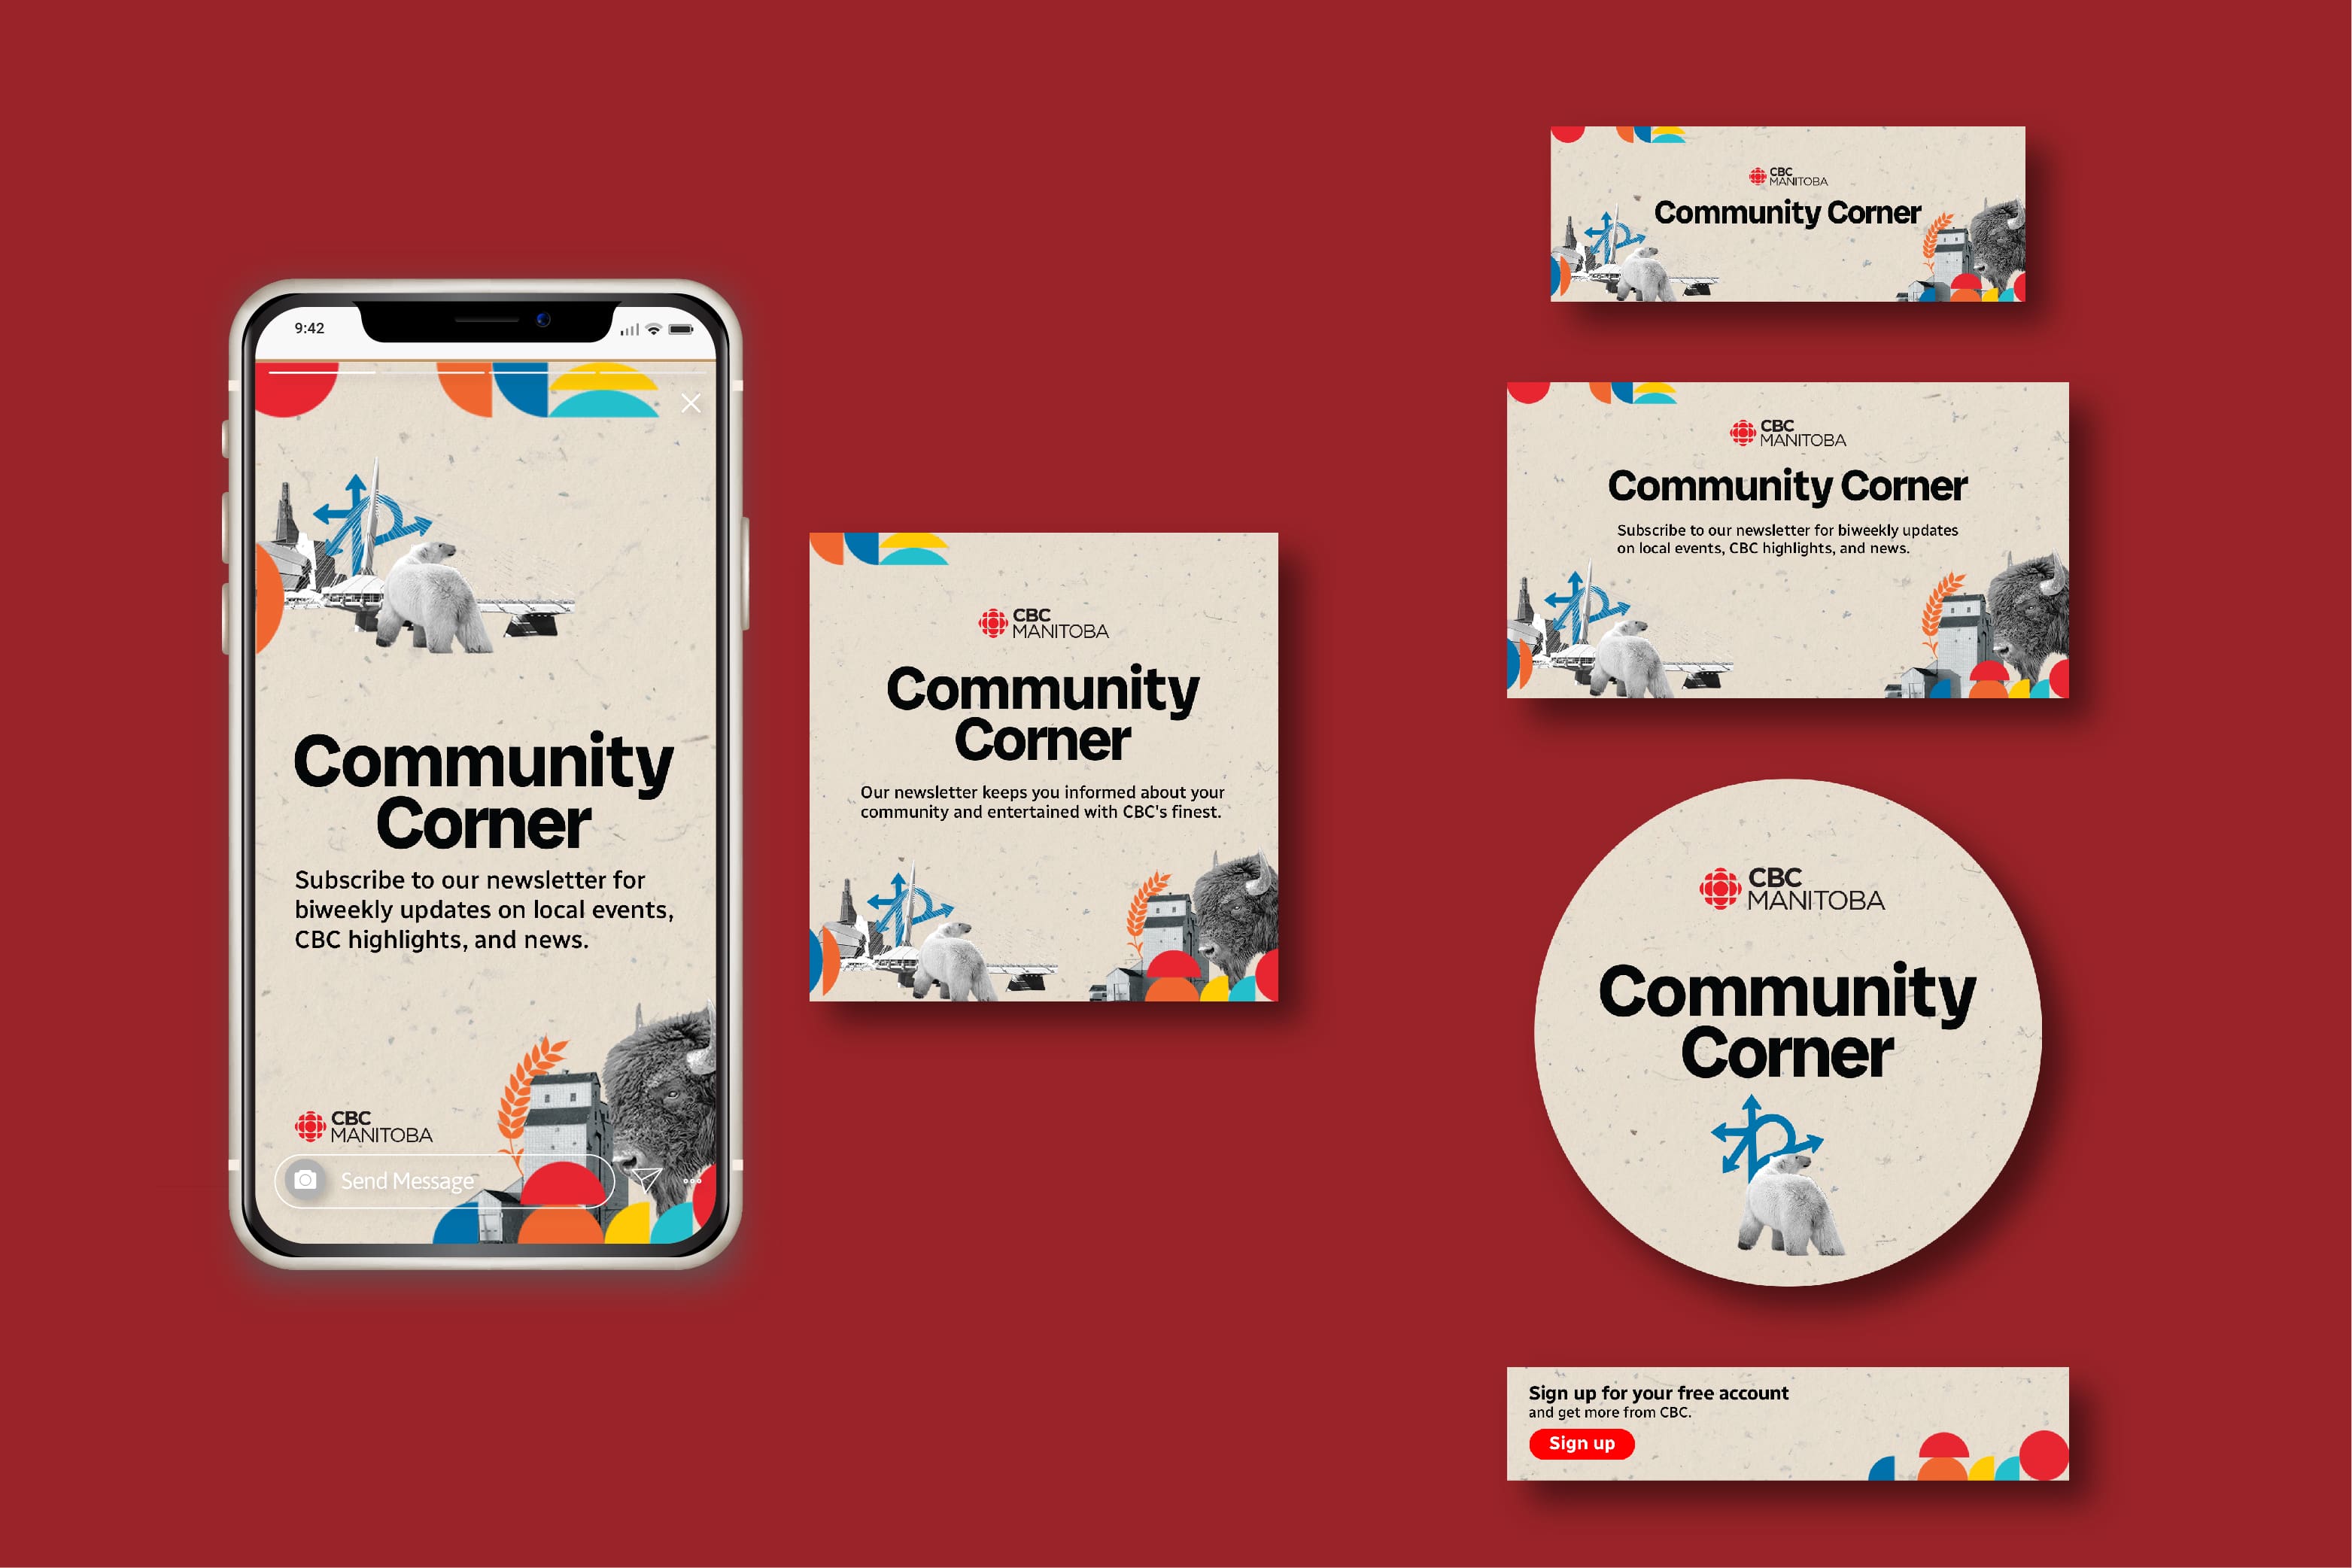 9:42
Community
Corner
Subscribe to our newsletter for
biweekly updates on local events,
CBC highlights, and news.
CBC
MANITOBA
Send Message
CBC
MANITOBA
Community
Corner
Our newsletter keeps you informed about your
community and entertained with CBC's finest.
CBC
MANITOBA
Community Corner
CBC
MANITOBA
Community Corner
Subscribe to our newsletter for biweekly updates
on local events, CBC highlights, and news.
CBC
MANITOBA
Community
Corner
Sign up for your free account
and get more from CBC.
Sign up